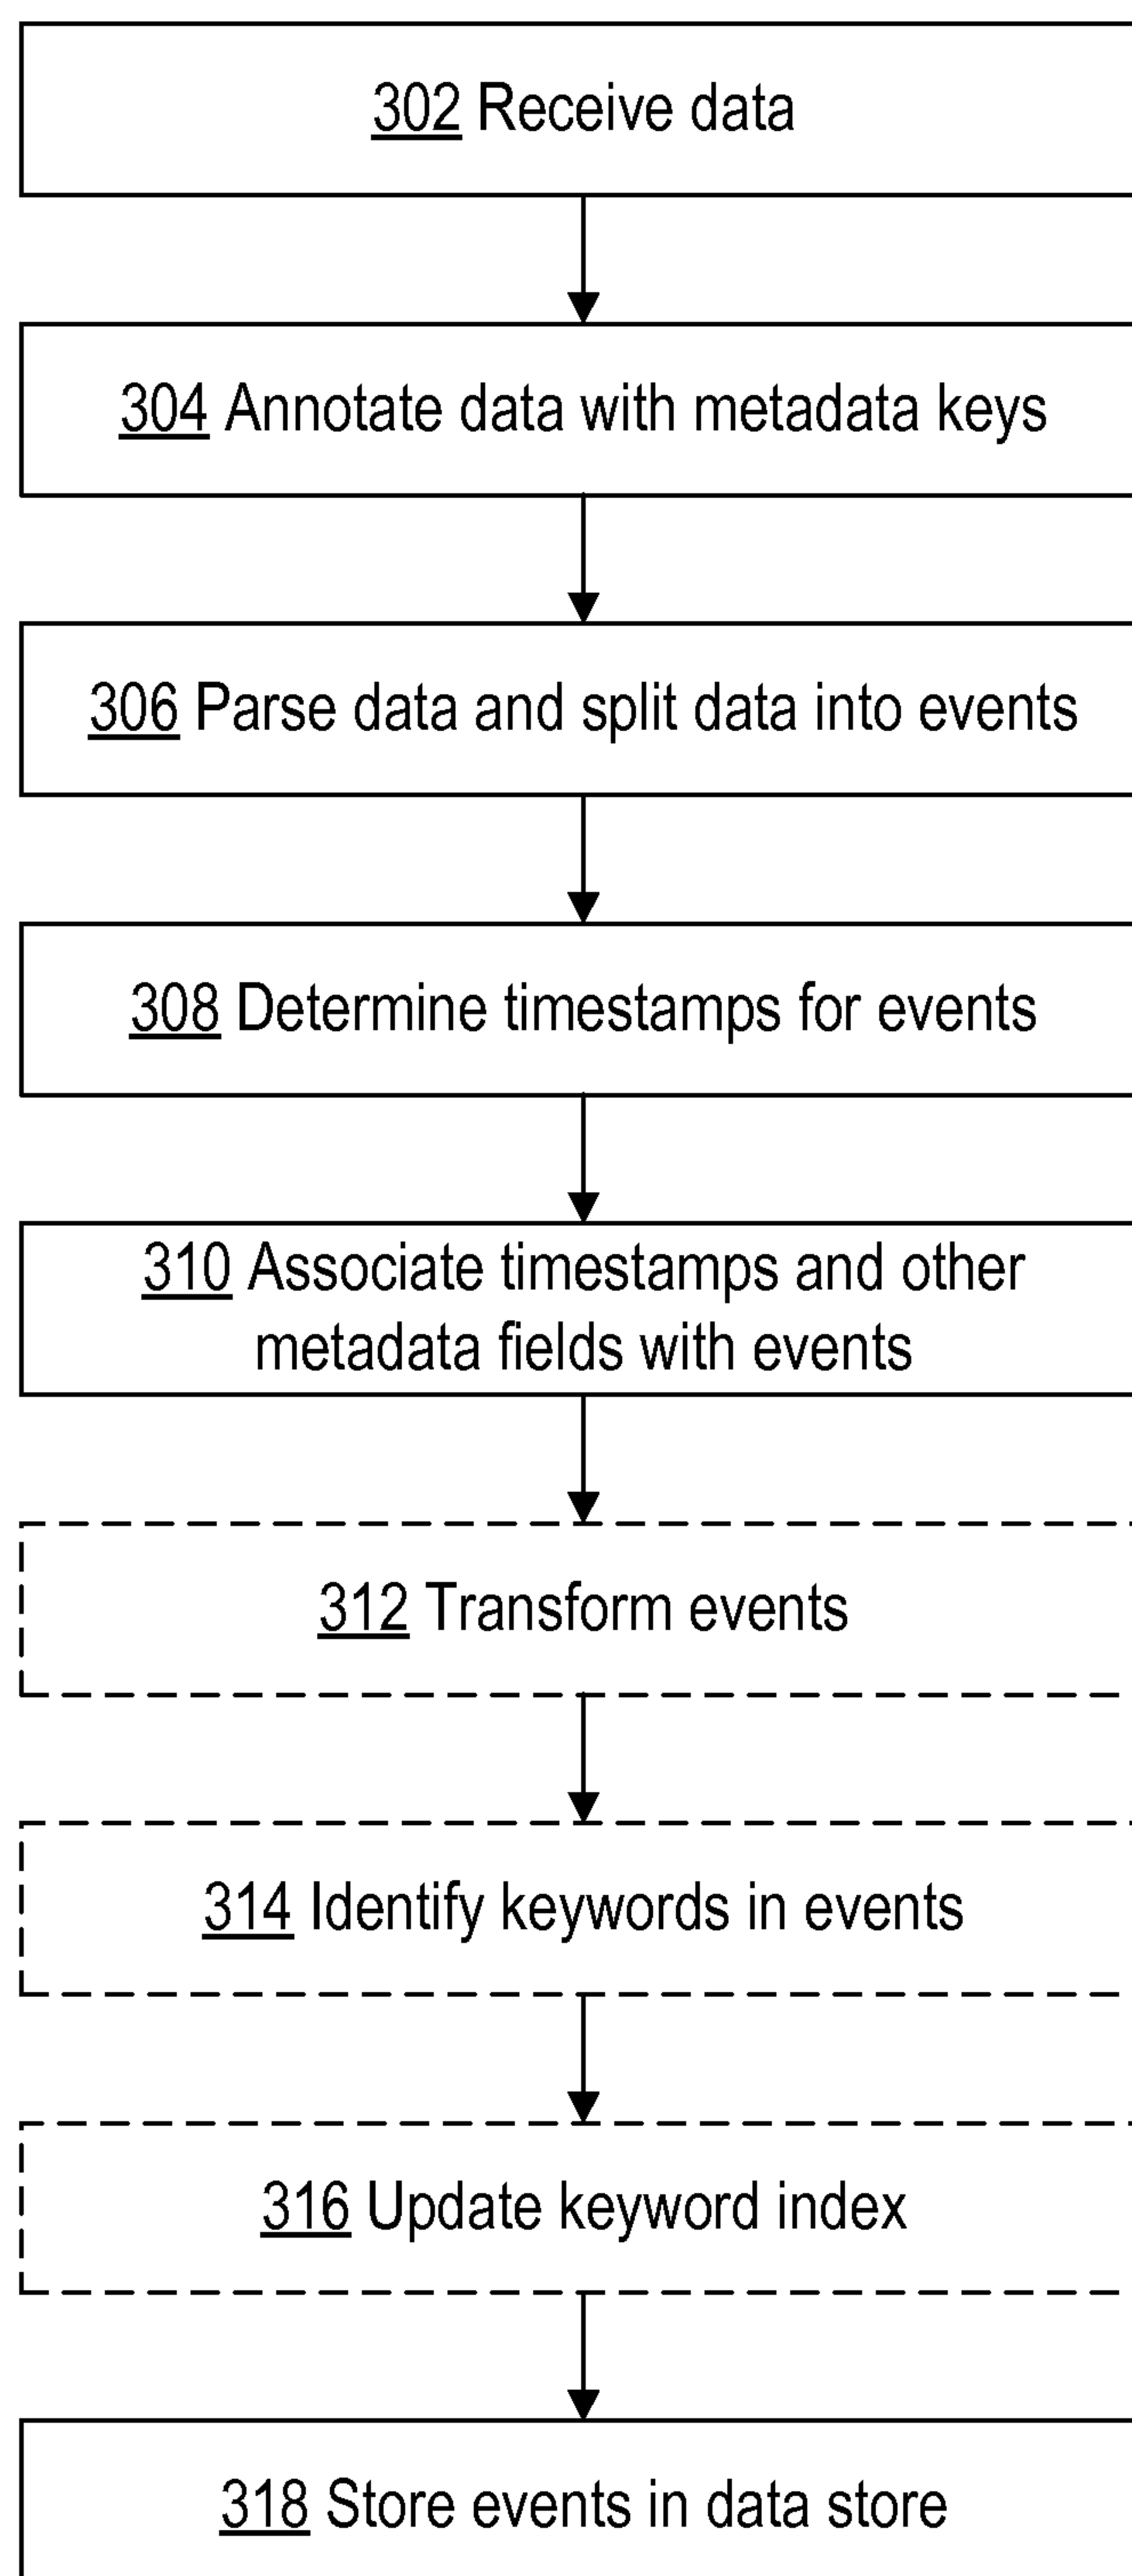 302 Receive data
304 Annotate data with metadata keys
306 Parse data and split data into events
308 Determine timestamps for events
310 Associate timestamps and other
metadata fields with events
312 Transform events
314 Identify keywords in events
316 Update keyword index
318 Store events in data store